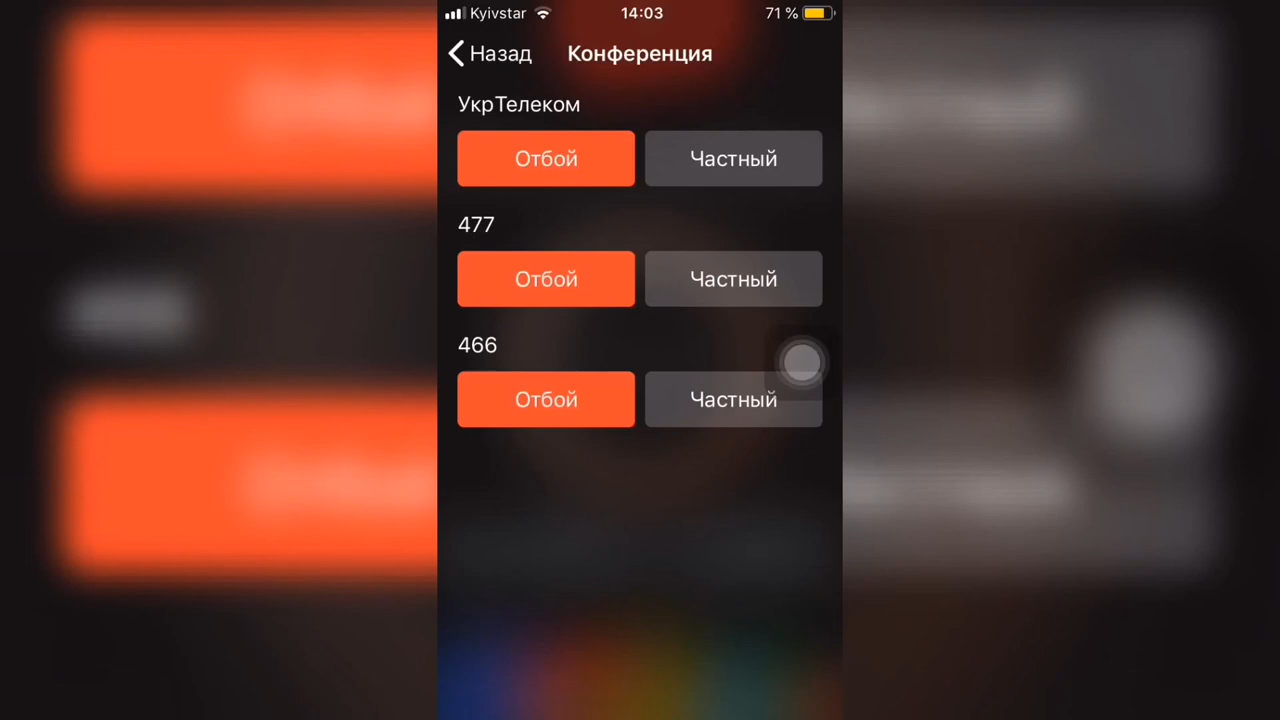 Kyivstar 14:03 71 %
Назад Конференция
УкрТелеком
Отбой Частный
477
Отбой Частный
466
Отбой Частный